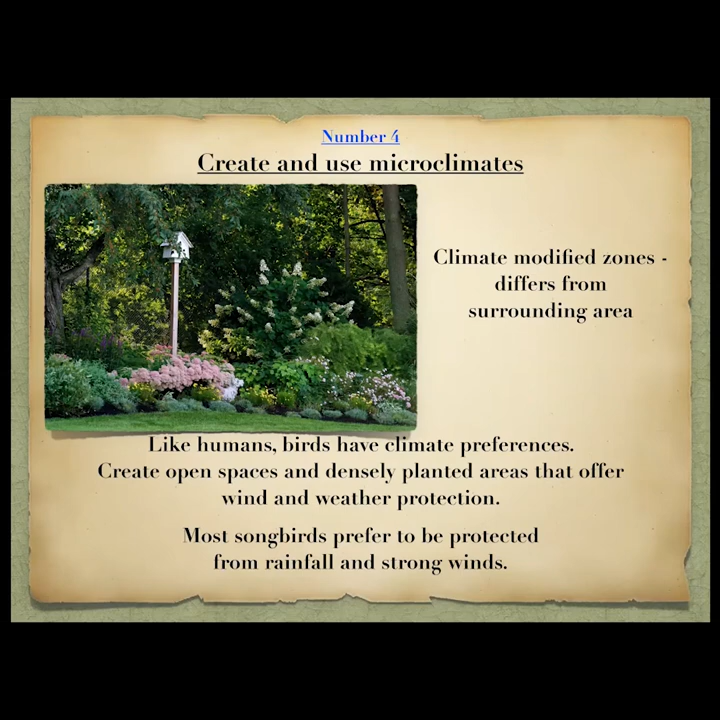 Number 4
Create and use microclimates
Climate modified zones -
differs from
surrounding area
Like humans, birds have climate preferences.
Create open spaces and densely planted areas that offer
wind and weather protection.
Most songbirds prefer to be protected
from rainfall and strong winds.